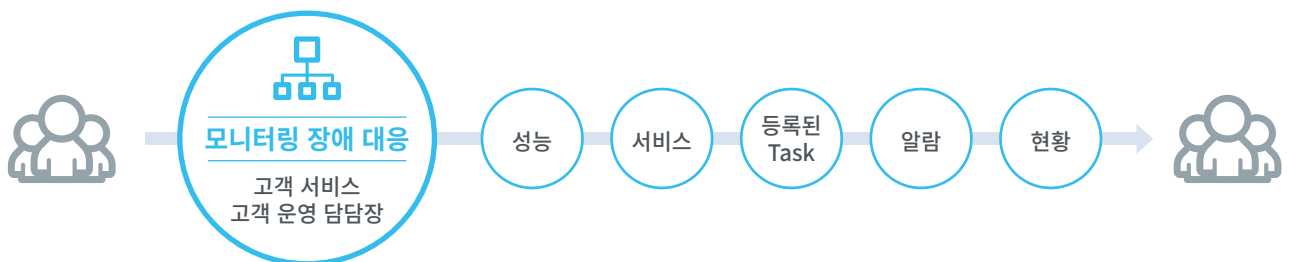 모니터링 장애 대응
고객 서비스
고객 운영 담담장
성능
서비스
등록된
Task
알람
현황